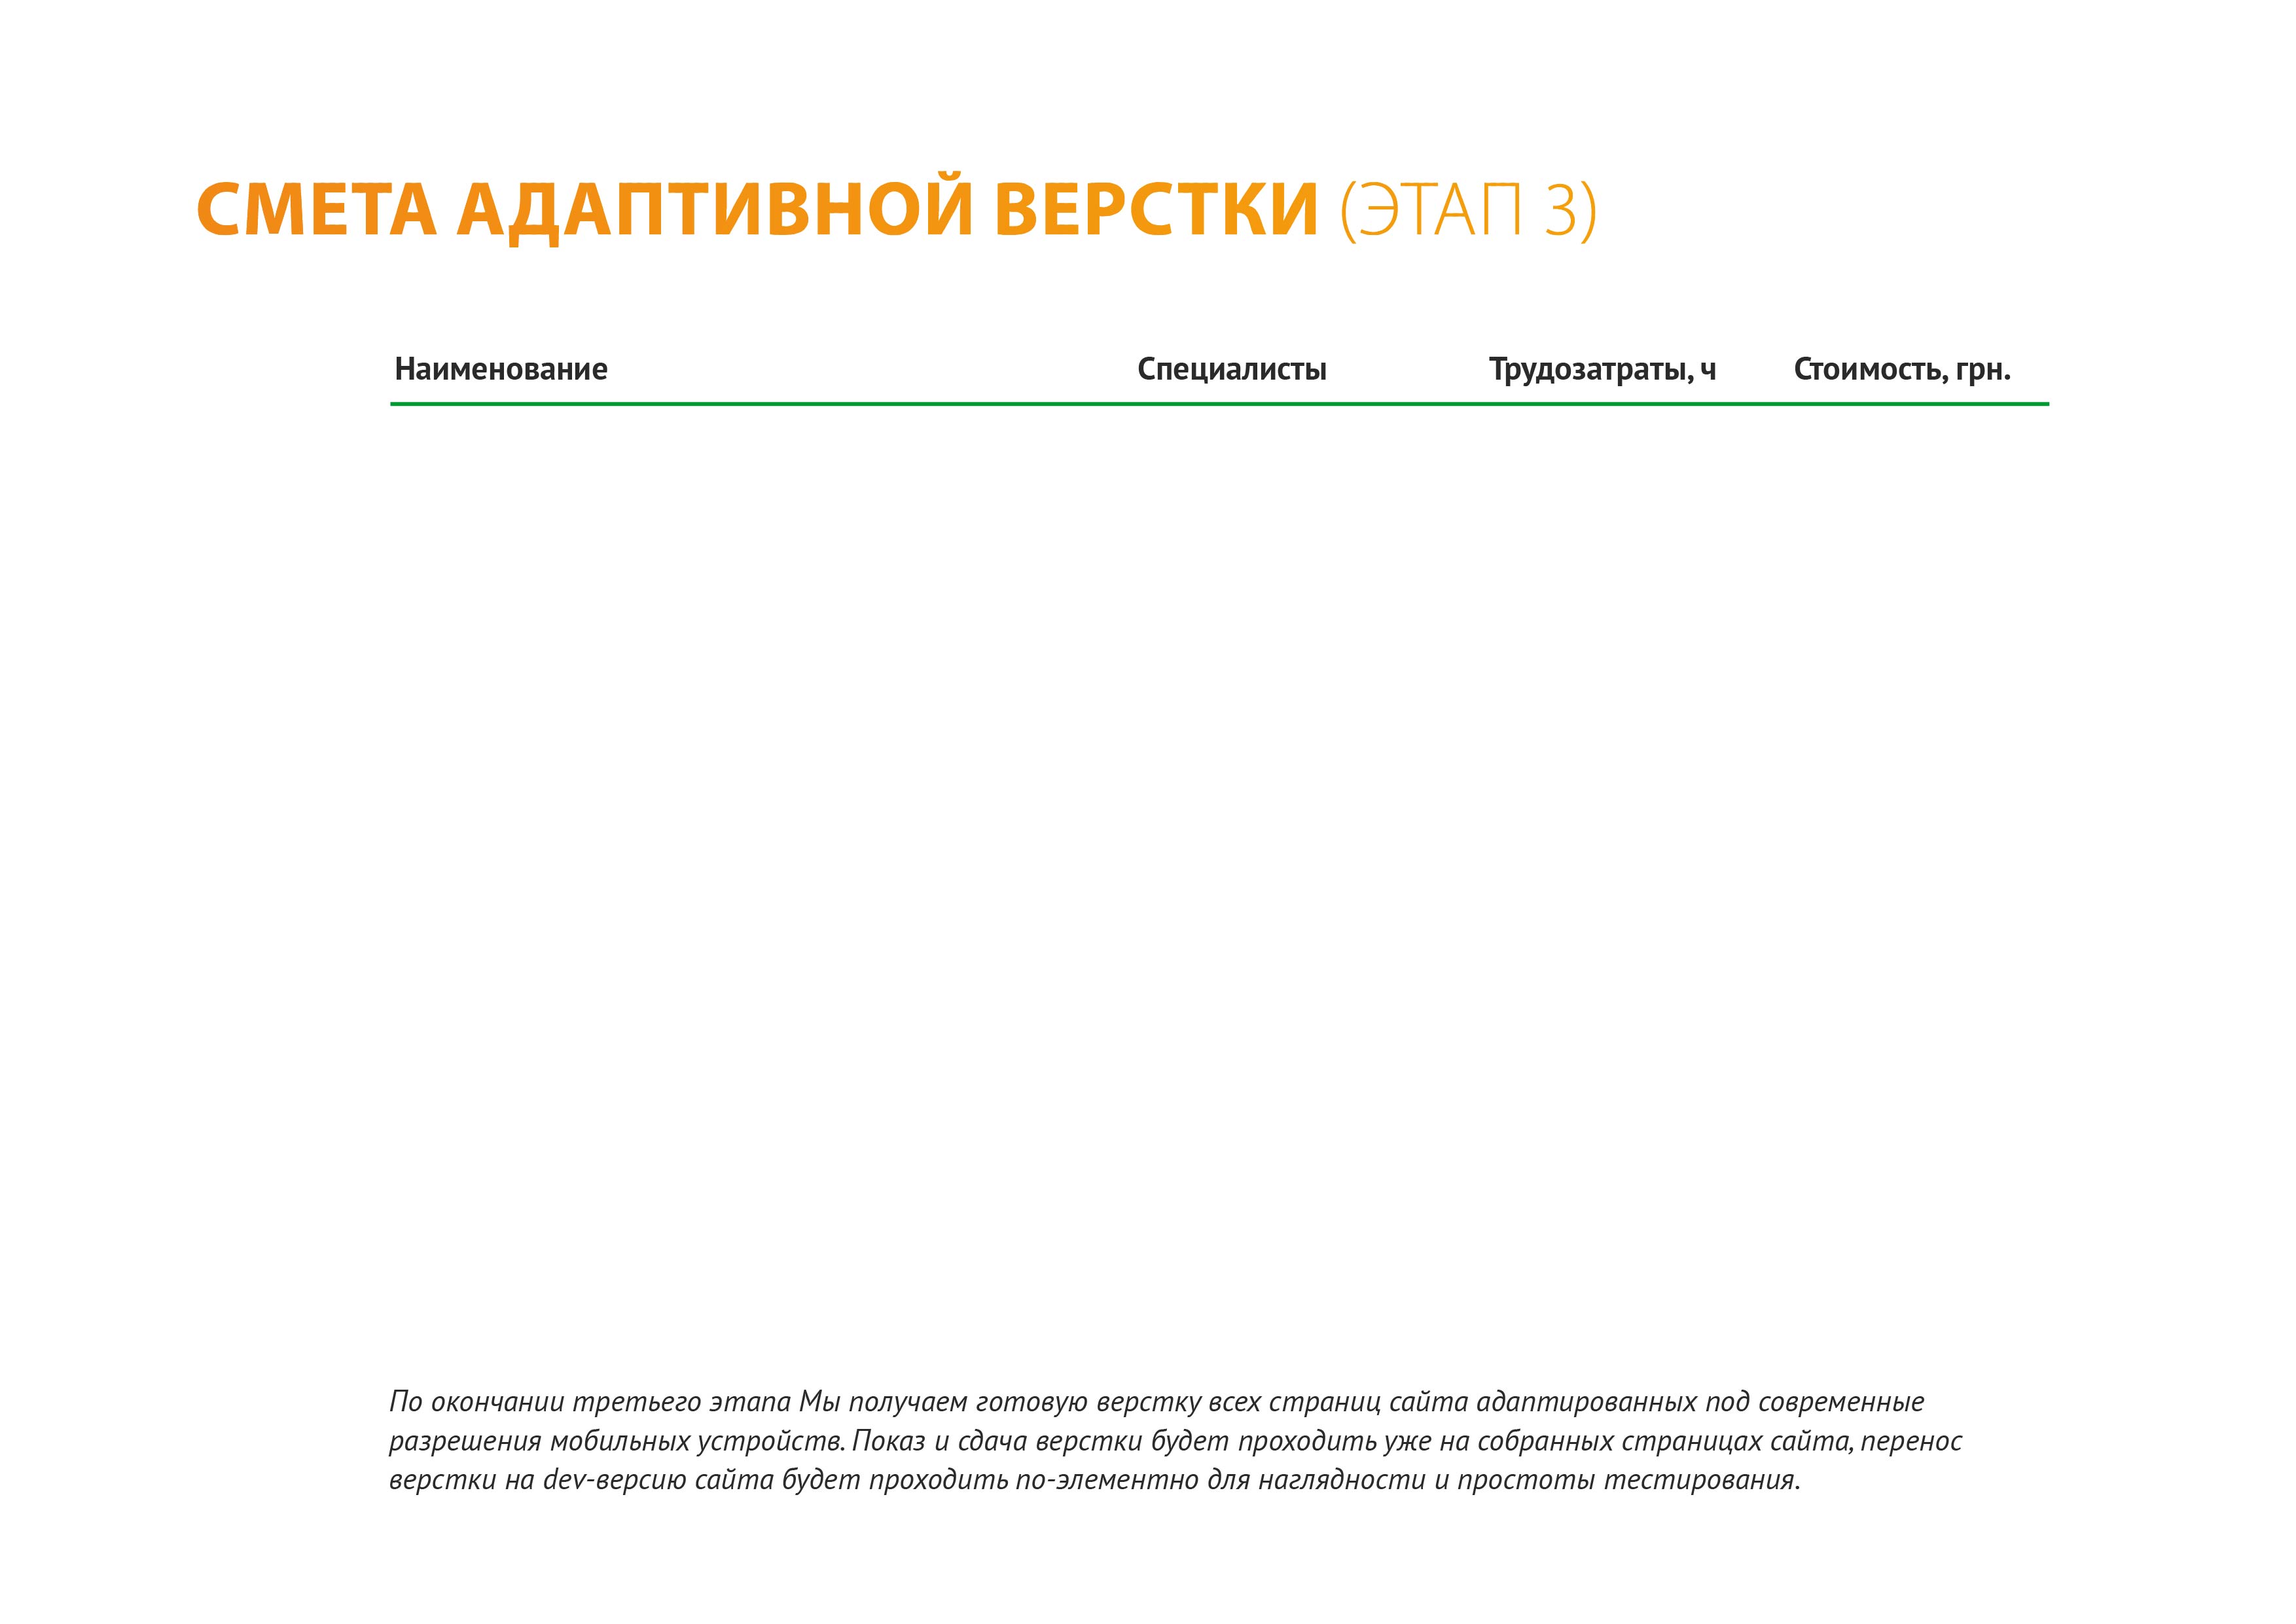 СМЕТА АДАПТИВНОЙ ВЕРСТКИ (ЭТАП 3)
Наименование Специалисты Трудозатраты, ч Стоимость, грн.
По окончании третьего этапа Мы получаем готовую верстку всех страниц сайта адаптированных под современные
разрешения мобильных устройств. Показ и сдача верстки будет проходить уже на собранных страницах сайта, перенос
верстки на dev-версию сайта будет проходить по-элементно для наглядности и простоты тестирования.